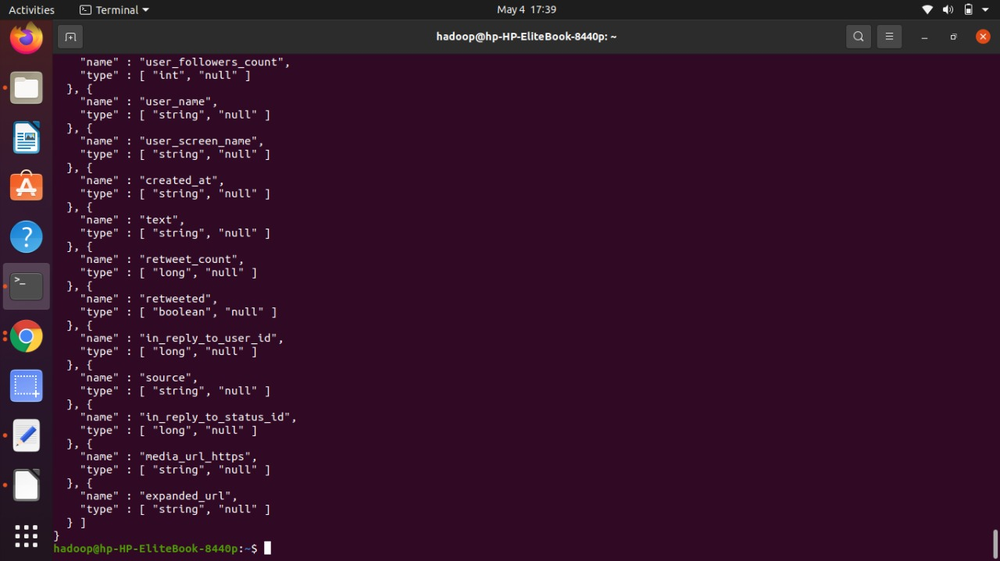 Activities
Terminal
May 4 17:39
hadoop@hp-HP-EliteBook-8440p: ~
"name" : "user_followers_count",
"type" : [ "int", "null" ]
}, {
"name" : "user_name",
"type" : [ "string", "null" ]
}, {
"name" : "user_screen_name",
"type" : [ "string", "null" ]
}, {
"name" : "created_at",
"type" : [ "string", "null" ]
}, {
"name" : "text",
"type" : [ "string", "null" ]
}, {
"name" : "retweet_count",
"type" : [ "long", "null" ]
}, {
"name" : "retweeted",
"type" : [ "boolean", "null" ]
}, {
"name" : "in_reply_to_user_id",
"type" : [ "long", "null" ]
}, {
"name" : "source",
"type" : [ "string", "null" ]
}, {
"name" : "in_reply_to_status_id",
"type" : [ "long", "null" ]
}, {
"name" : "media_url_https",
"type" : [ "string", "null" ]
}, {
"name" : "expanded_url",
"type" : [ "string", "null" ]
} ]
}
hadoop@hp-HP-EliteBook-8440p:~$